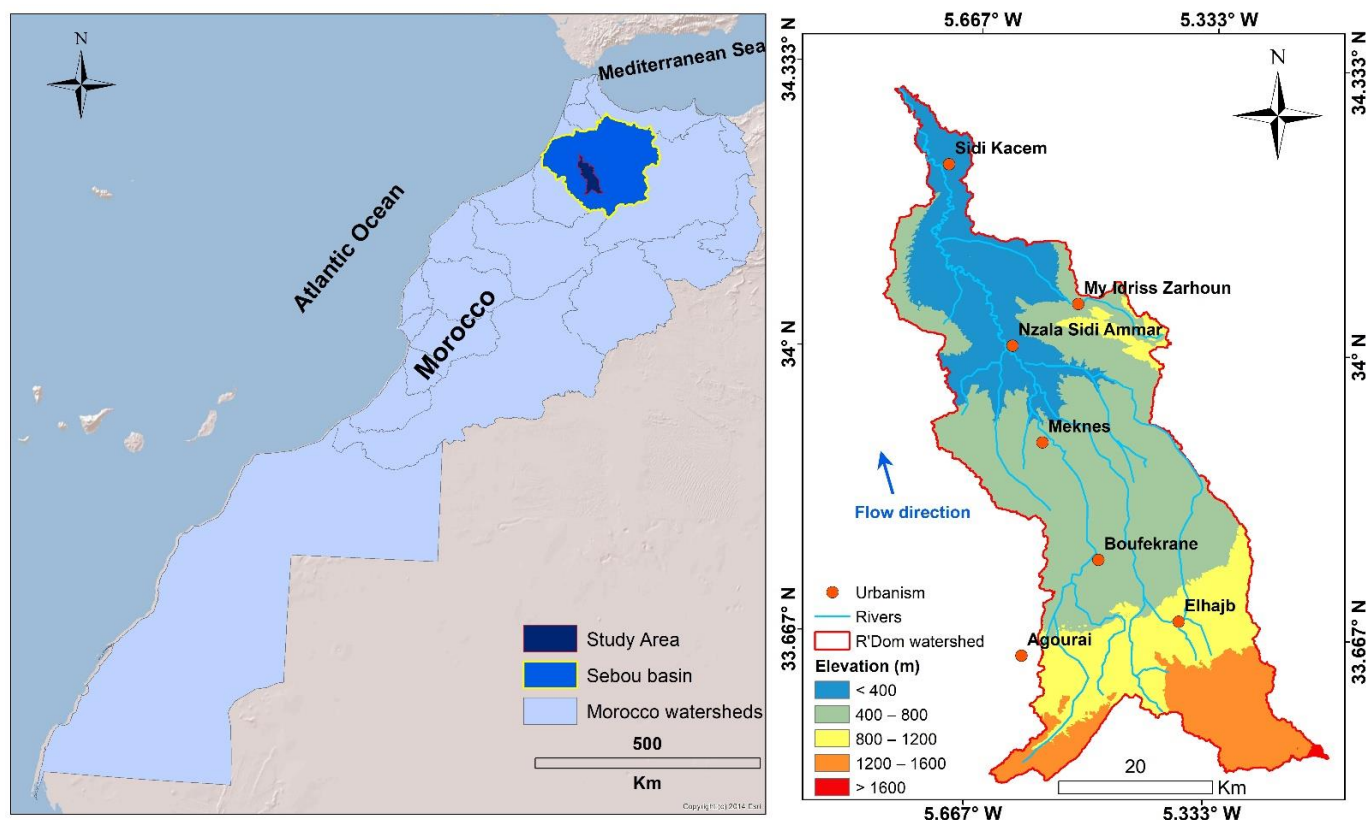 N
Mediterranean Sea
Atlantic Ocean
Morocco
Study Area
Sebou basin
Morocco watersheds
500
Km
Copyright (c) 2014 Esri
5.667° W
5.333° W
34.333° N
34.333° N
N
Sidi Kacem
My Idriss Zarhoun
Nzala Sidi Ammar
34° N
34° N
Meknes
Flow direction
Boufekrane
Elhajb
Agourai
33.667° N
33.667° N
Urbanism
Rivers
R'Dom watershed
Elevation (m)
< 400
400 – 800
800 – 1200
1200 – 1600
> 1600
20
Km
5.667° W
5.333° W